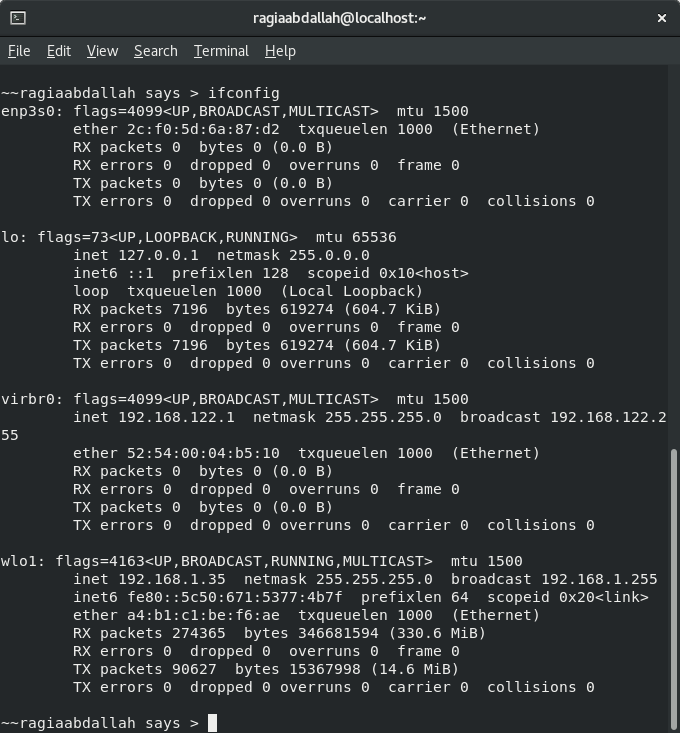 ragiaabdallah@localhost:~
File Edit View Search Terminal Help
~~ragiaabdallah says > ifconfig
enp3s0: flags=4099<UP,BROADCAST,MULTICAST>  mtu 1500
        ether 2c:f0:5d:6a:87:d2  txqueuelen 1000  (Ethernet)
        RX packets 0  bytes 0 (0.0 B)
        RX errors 0  dropped 0  overruns 0  frame 0
        TX packets 0  bytes 0 (0.0 B)
        TX errors 0  dropped 0 overruns 0  carrier 0  collisions 0
lo: flags=73<UP,LOOPBACK,RUNNING>  mtu 65536
        inet 127.0.0.1  netmask 255.0.0.0
        inet6 ::1  prefixlen 128  scopeid 0x10<host>
        loop  txqueuelen 1000  (Local Loopback)
        RX packets 7196  bytes 619274 (604.7 KiB)
        RX errors 0  dropped 0  overruns 0  frame 0
        TX packets 7196  bytes 619274 (604.7 KiB)
        TX errors 0  dropped 0 overruns 0  carrier 0  collisions 0
virbr0: flags=4099<UP,BROADCAST,MULTICAST>  mtu 1500
        inet 192.168.122.1  netmask 255.255.255.0  broadcast 192.168.122.2
55
        ether 52:54:00:04:b5:10  txqueuelen 1000  (Ethernet)
        RX packets 0  bytes 0 (0.0 B)
        RX errors 0  dropped 0  overruns 0  frame 0
        TX packets 0  bytes 0 (0.0 B)
        TX errors 0  dropped 0 overruns 0  carrier 0  collisions 0
wlo1: flags=4163<UP,BROADCAST,RUNNING,MULTICAST>  mtu 1500
        inet 192.168.1.35  netmask 255.255.255.0  broadcast 192.168.1.255
        inet6 fe80::5c50:671:5377:4b7f  prefixlen 64  scopeid 0x20<link>
        ether a4:b1:c1:be:f6:ae  txqueuelen 1000  (Ethernet)
        RX packets 274365  bytes 346681594 (330.6 MiB)
        RX errors 0  dropped 0  overruns 0  frame 0
        TX packets 90627  bytes 15367998 (14.6 MiB)
        TX errors 0  dropped 0 overruns 0  carrier 0  collisions 0
~~ragiaabdallah says >